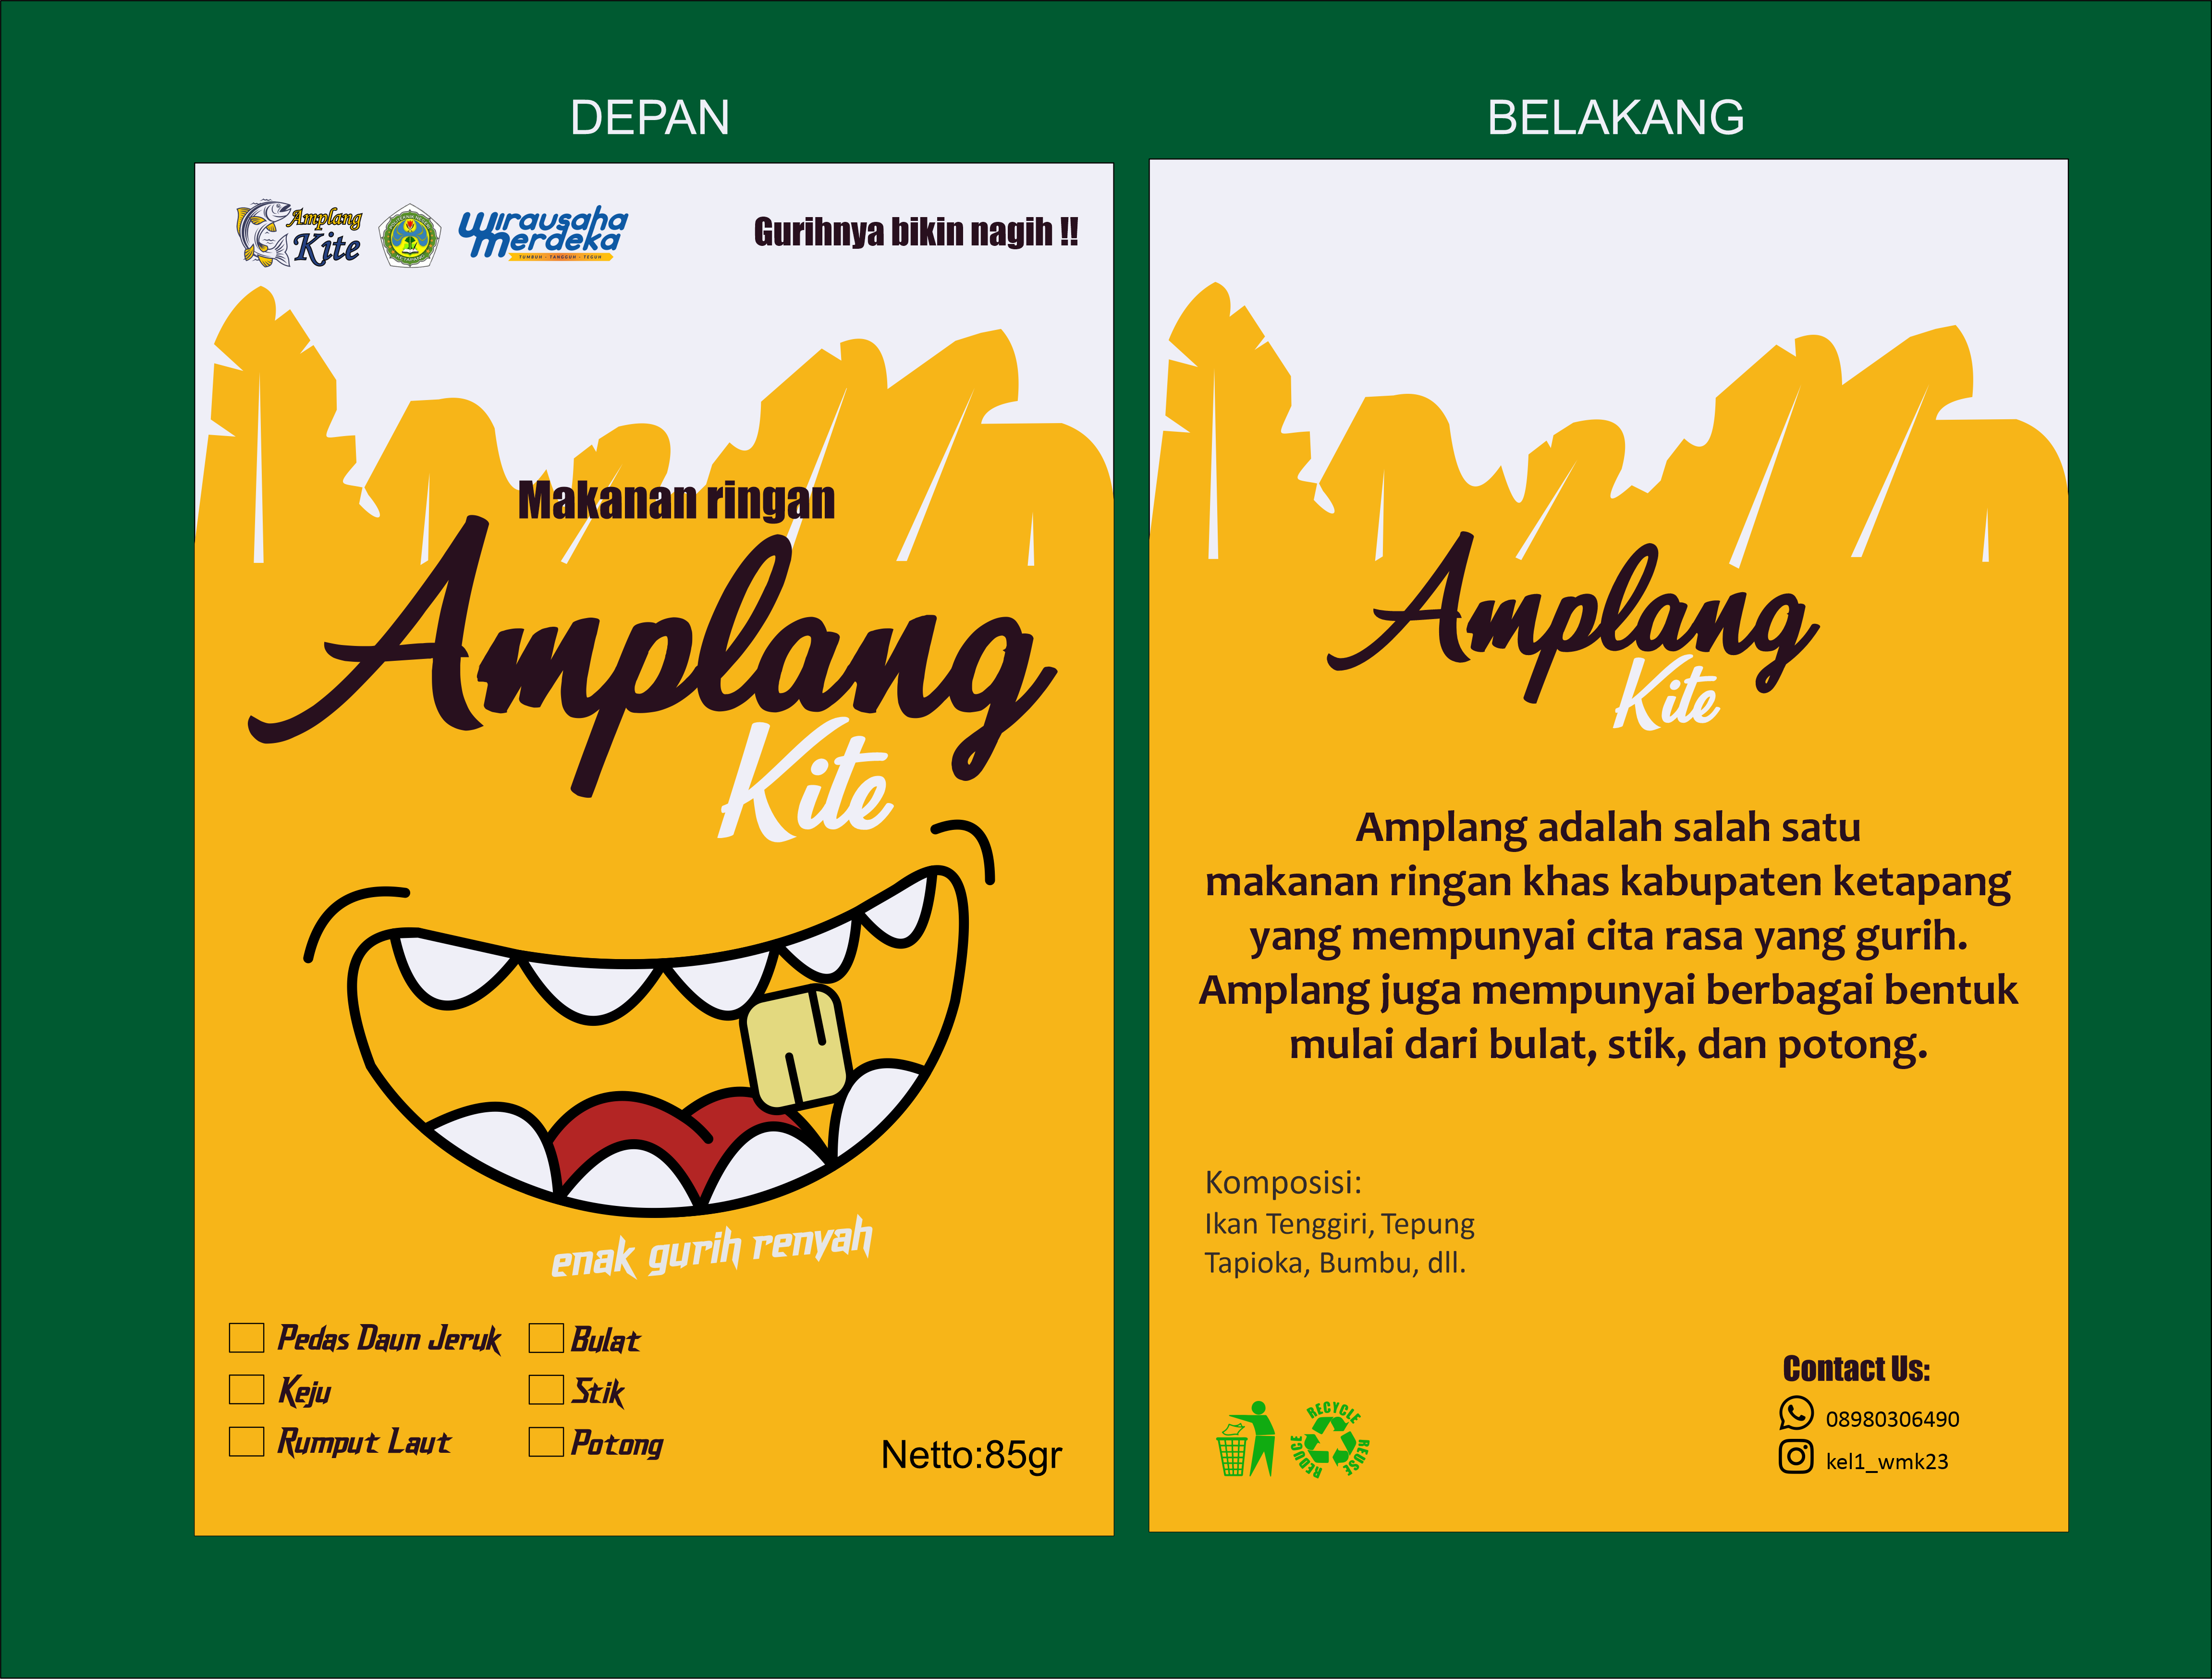 DEPAN
Amplang
Kite
Wirausaha
Merdeka
TUMBUH - TANGGUH - TEGUH
Gurihnya bikin nagih !!
Makanan ringan
Amplang
Kite
enak gurih renyah
Pedas Daun Jeruk
Keju
Rumput Laut
Bulat
Stik
Potong
Netto:85gr
BELAKANG
Amplang
Kite
Amplang adalah salah satu
makanan ringan khas kabupaten ketapang
yang mempunyai cita rasa yang gurih.
Amplang juga mempunyai berbagai bentuk
mulai dari bulat, stik, dan potong.
Komposisi:
Ikan Tenggiri, Tepung
Tapioka, Bumbu, dll.
RECYCLE
REUSE
REDUCE
Contact Us:
08980306490
kel1_wmk23